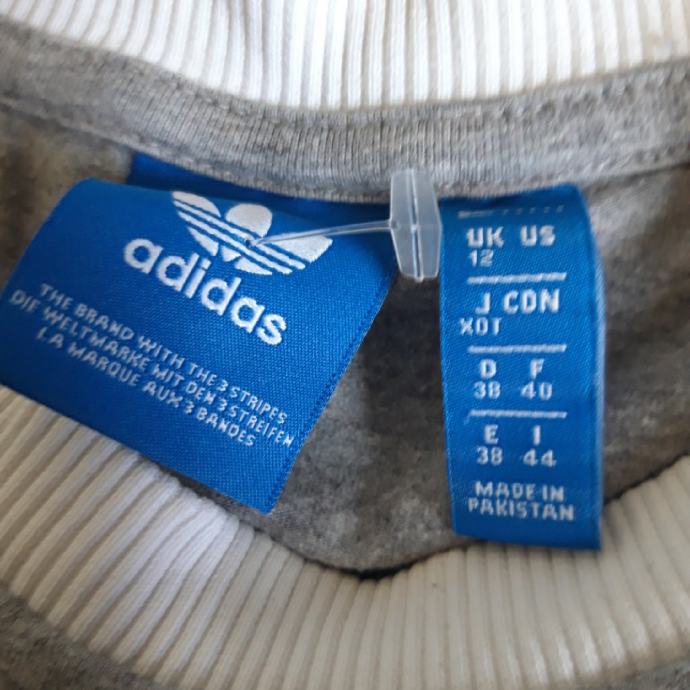 adidas
THE BRAND WITH THE 3 STRIPES
DIE WELTMARKE MIT DEN 3 STREIFEN
LA MARQUE AUX 3 BANDES
UK US
12
J CDN
XOT
D F
38 40
E I
38 44
MADE IN
PAKISTAN